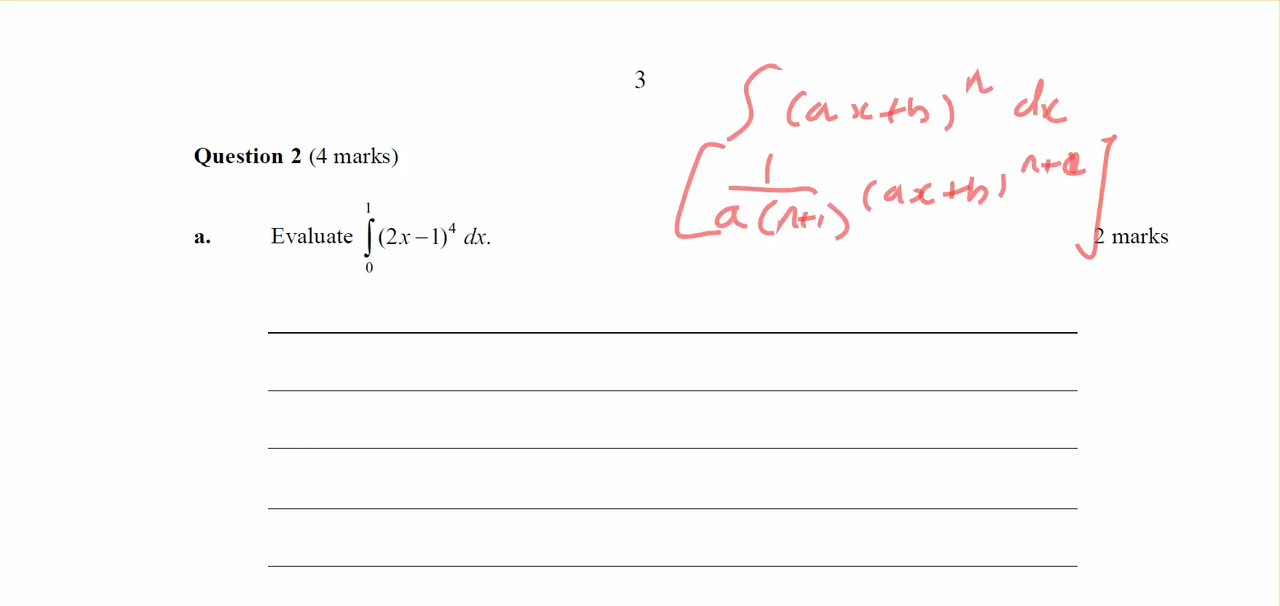 3
∫ (ax+b)^n dx
Question 2 (4 marks)
[ 1/a(n+1) (ax+b)^n+1 ]
a. Evaluate ∫₀¹ (2x – 1)⁴ dx. 2 marks